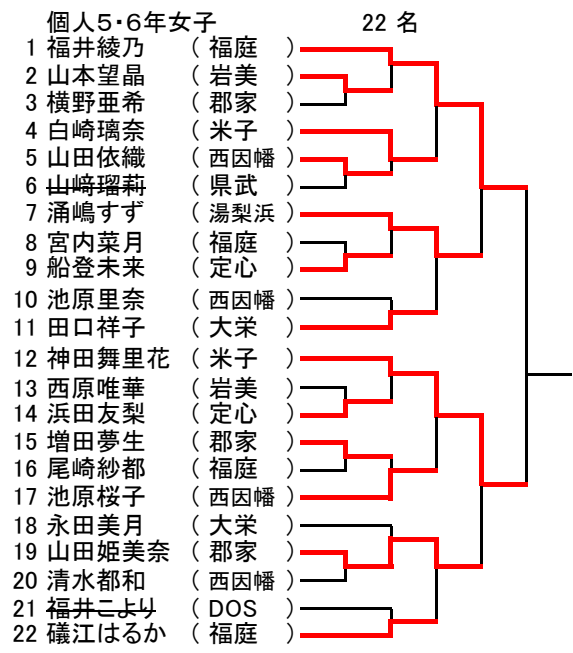 個人5・6年女子 22 名
1 福井綾乃 ( 福庭 )
2 山本望晶 ( 岩美 )
3 横野亜希 ( 郡家 )
4 白崎璃奈 ( 米子 )
5 山田依織 ( 西因幡 )
6 山﨑瑠莉 ( 県武 )
7 涌嶋すず ( 湯梨浜 )
8 宮内菜月 ( 福庭 )
9 船登未来 ( 定心 )
10 池原里奈 ( 西因幡 )
11 田口祥子 ( 大栄 )
12 神田舞里花 ( 米子 )
13 西原唯華 ( 岩美 )
14 浜田友梨 ( 定心 )
15 増田夢生 ( 郡家 )
16 尾崎紗都 ( 福庭 )
17 池原桜子 ( 西因幡 )
18 永田美月 ( 大栄 )
19 山田姫美奈 ( 郡家 )
20 清水都和 ( 西因幡 )
21 福井こより ( DOS )
22 礒江はるか ( 福庭 )